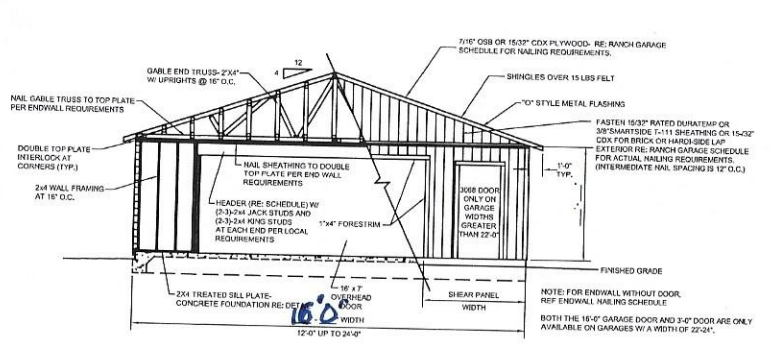 7/16" OSB OR 15/32" CDX PLYWOOD- RE: RANCH GARAGE
SCHEDULE FOR NAILING REQUIREMENTS.
12
4
GABLE END TRUSS- 2"X4"
W/ UPRIGHTS @ 16" O.C.
SHINGLES OVER 15 LBS FELT
NAIL GABLE TRUSS TO TOP PLATE
PER ENDWALL REQUIREMENTS
"D" STYLE METAL FLASHING
FASTEN 15/32" RATED DURATEMP OR
3/8"SMARTSIDE T-111 SHEATHING OR 15/32"
CDX FOR BRICK OR HARDI-SIDE LAP
EXTERIOR RE: RANCH GARAGE SCHEDULE
FOR ACTUAL NAILING REQUIREMENTS.
(INTERMEDIATE NAIL SPACING IS 12" O.C.)
DOUBLE TOP PLATE
INTERLOCK AT
CORNERS (TYP.)
NAIL SHEATHING TO DOUBLE
TOP PLATE PER END WALL
REQUIREMENTS
1'-0"
TYP.
2x4 WALL FRAMING
AT 16" O.C.
3068 DOOR
ONLY ON
GARAGE
WIDTHS
GREATER
THAN 22'-0"
HEADER (RE: SCHEDULE) W/
(2-3)-2x4 JACK STUDS AND
(2-3)-2x4 KING STUDS
AT EACH END PER LOCAL
REQUIREMENTS
1"x4" FORESTRIM
FINISHED GRADE
2X4 TREATED SILL PLATE-
CONCRETE FOUNDATION RE: DETAIL
16' x 7'
OVERHEAD
DOOR
WIDTH
16'0"
SHEAR PANEL
WIDTH
12'-0" UP TO 24'-0"
NOTE: FOR ENDWALL WITHOUT DOOR,
REF ENDWALL NAILING SCHEDULE
BOTH THE 16'-0" GARAGE DOOR AND 3'-0" DOOR ARE ONLY
AVAILABLE ON GARAGES W/ A WIDTH OF 22'-24'.